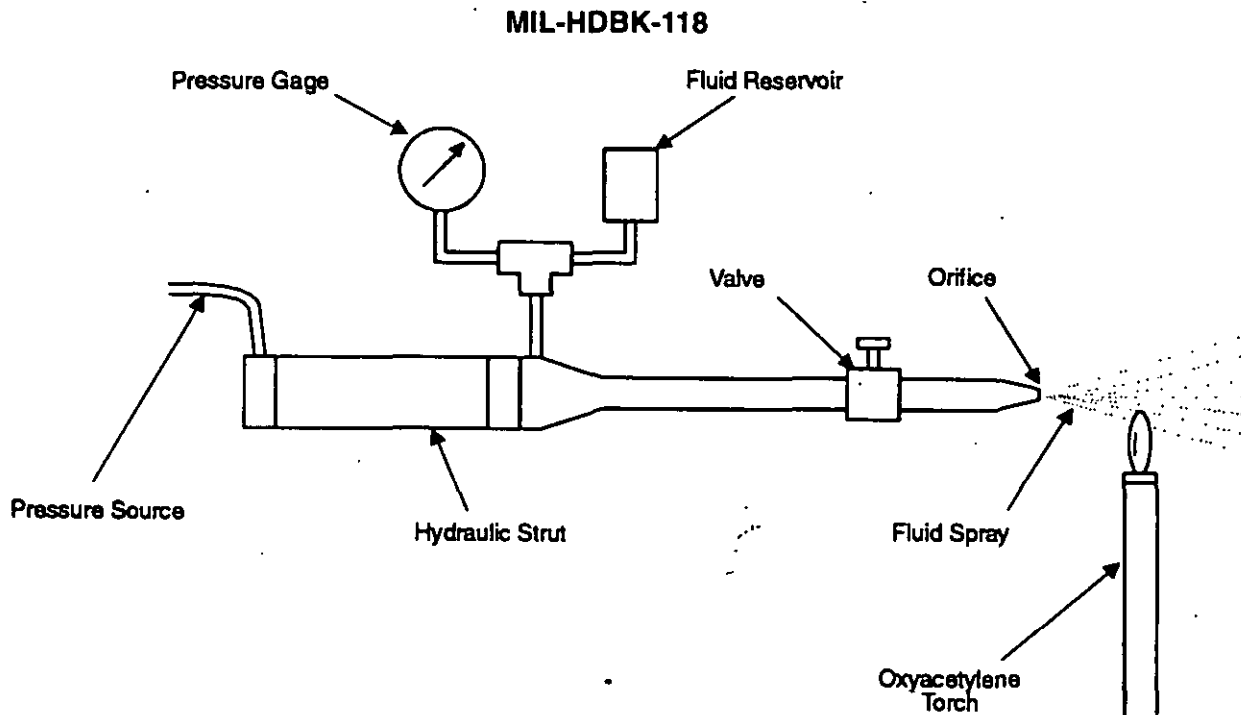 MIL-HDBK-118
Pressure Gage
Fluid Reservoir
Valve
Orifice
Pressure Source
Hydraulic Strut
Fluid Spray
Oxyacetylene
Torch